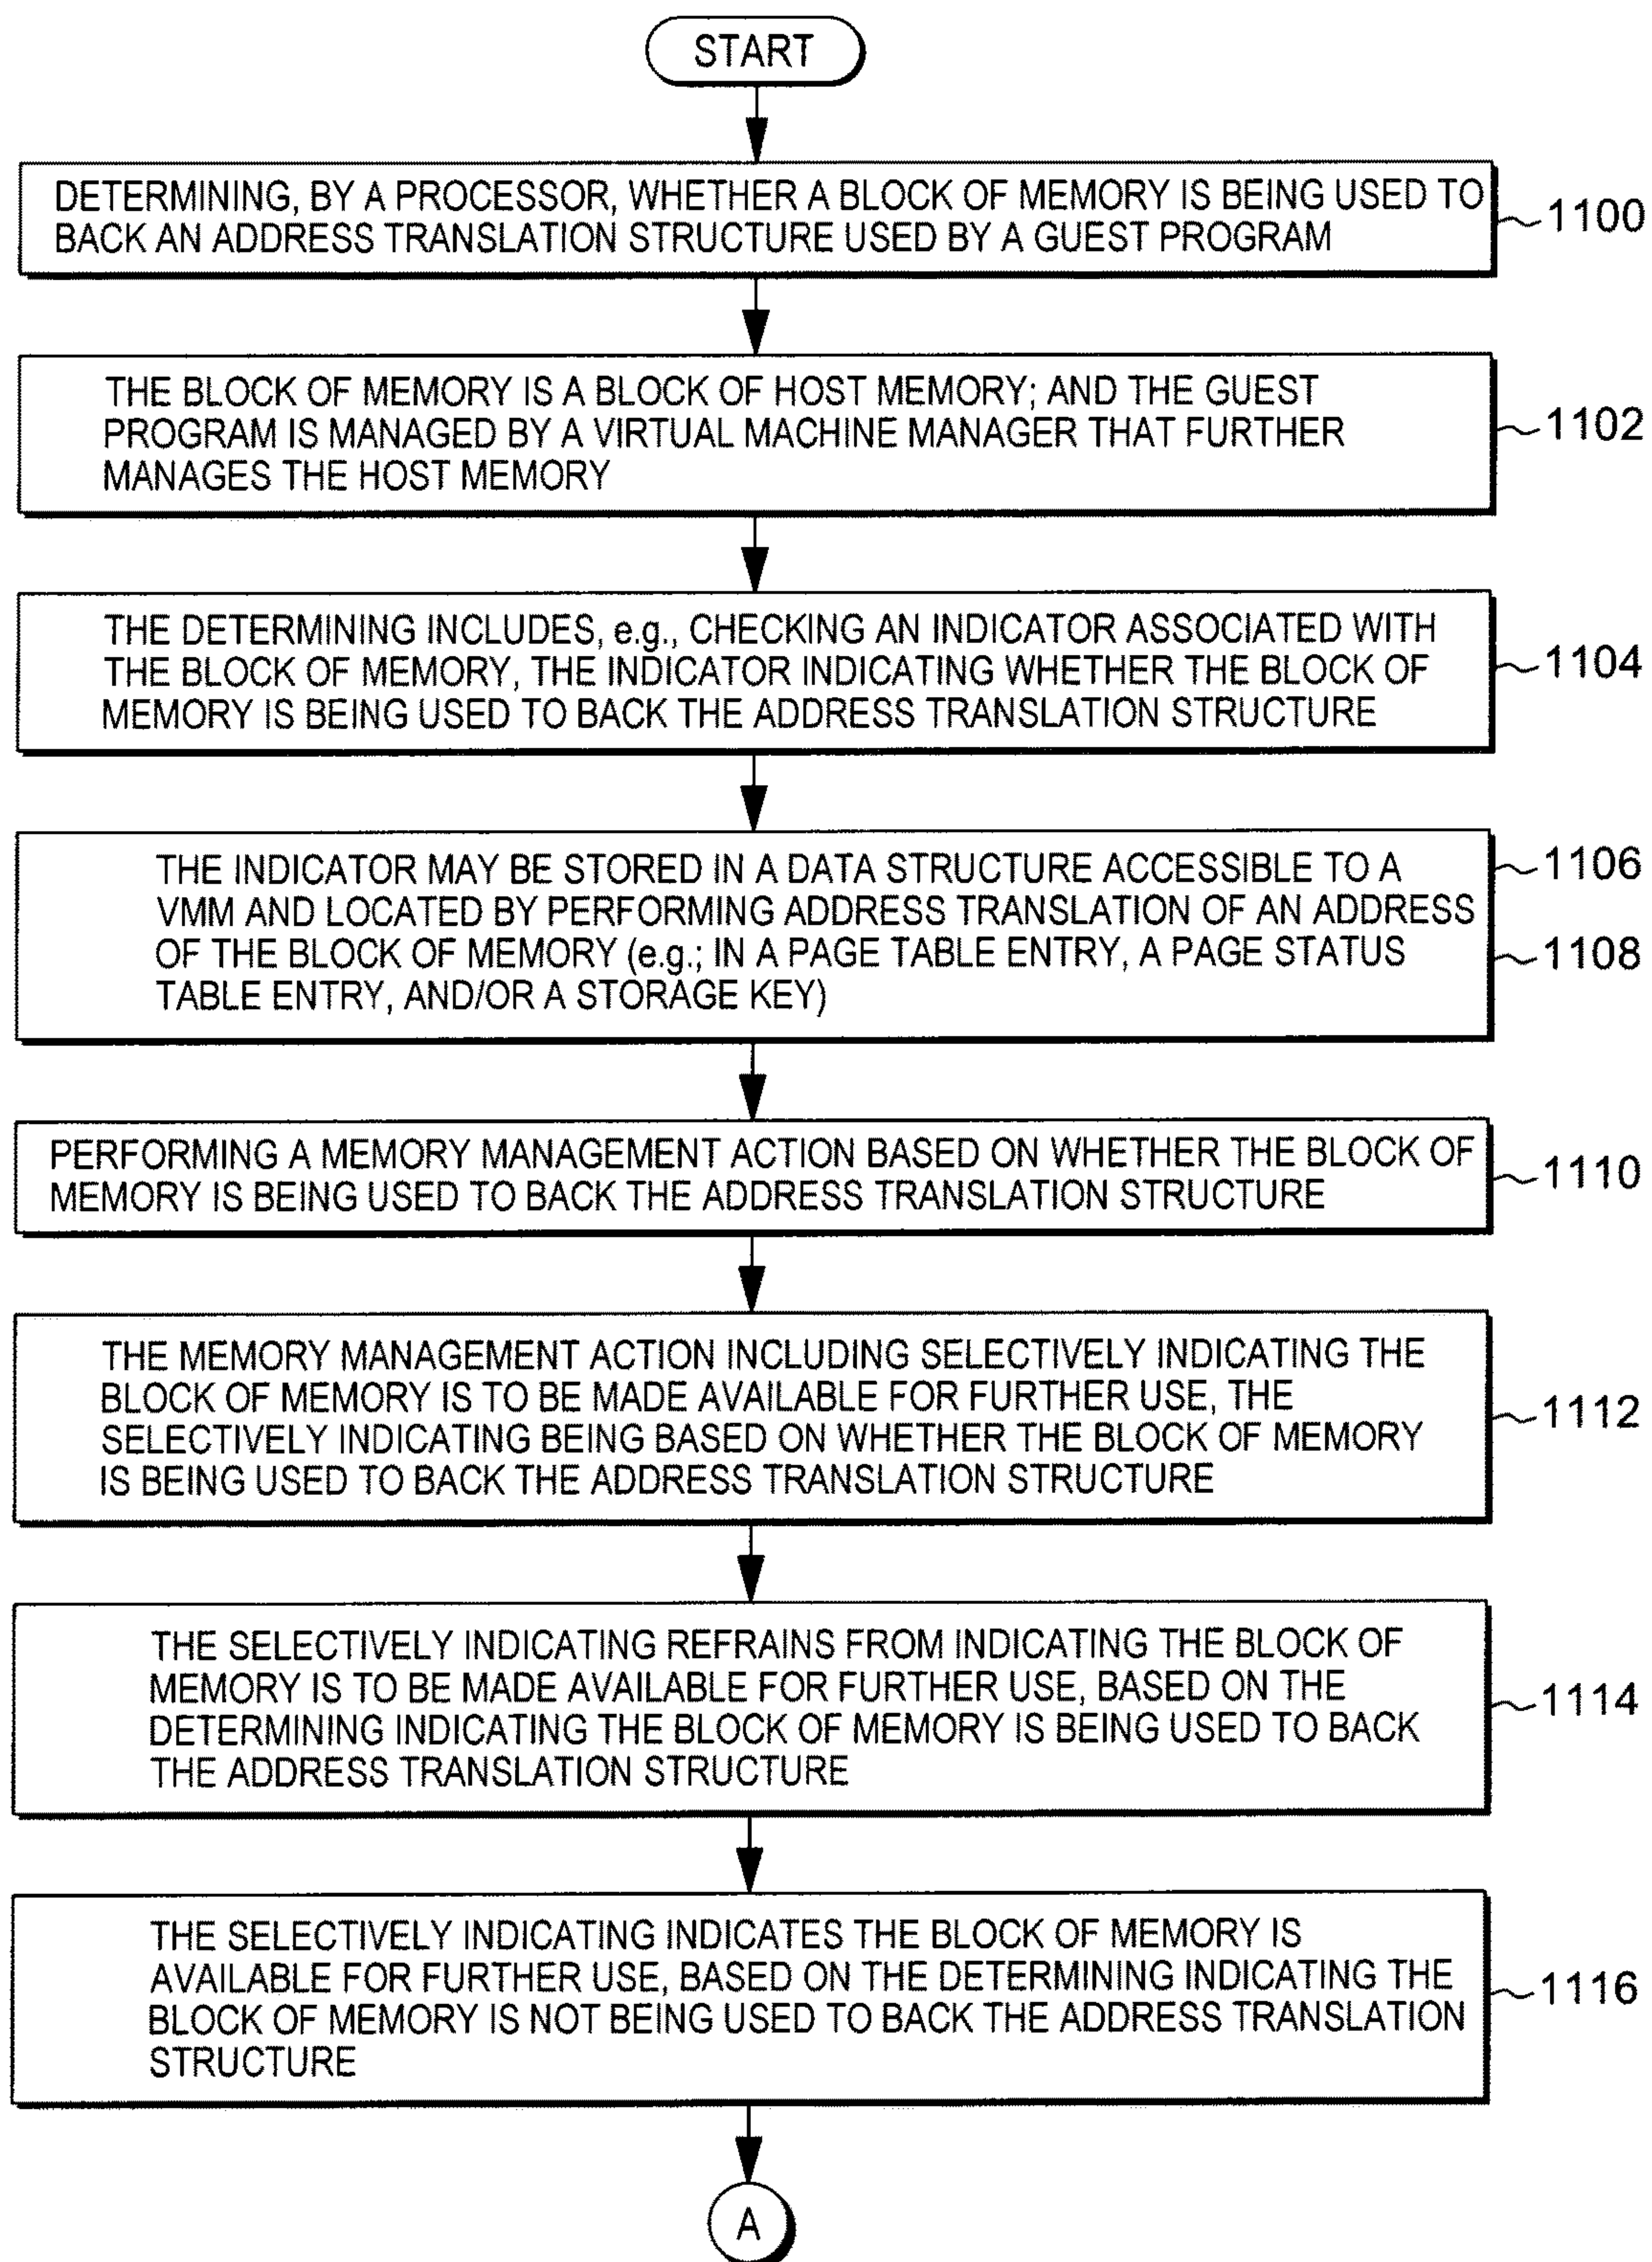 START
DETERMINING, BY A PROCESSOR, WHETHER A BLOCK OF MEMORY IS BEING USED TO
BACK AN ADDRESS TRANSLATION STRUCTURE USED BY A GUEST PROGRAM
1100
THE BLOCK OF MEMORY IS A BLOCK OF HOST MEMORY; AND THE GUEST
PROGRAM IS MANAGED BY A VIRTUAL MACHINE MANAGER THAT FURTHER
MANAGES THE HOST MEMORY
1102
THE DETERMINING INCLUDES, e.g., CHECKING AN INDICATOR ASSOCIATED WITH
THE BLOCK OF MEMORY, THE INDICATOR INDICATING WHETHER THE BLOCK OF
MEMORY IS BEING USED TO BACK THE ADDRESS TRANSLATION STRUCTURE
1104
THE INDICATOR MAY BE STORED IN A DATA STRUCTURE ACCESSIBLE TO A
1106
VMM AND LOCATED BY PERFORMING ADDRESS TRANSLATION OF AN ADDRESS
OF THE BLOCK OF MEMORY (e.g.; IN A PAGE TABLE ENTRY, A PAGE STATUS
1108
TABLE ENTRY, AND/OR A STORAGE KEY)
PERFORMING A MEMORY MANAGEMENT ACTION BASED ON WHETHER THE BLOCK OF
MEMORY IS BEING USED TO BACK THE ADDRESS TRANSLATION STRUCTURE
1110
THE MEMORY MANAGEMENT ACTION INCLUDING SELECTIVELY INDICATING THE
BLOCK OF MEMORY IS TO BE MADE AVAILABLE FOR FURTHER USE, THE
SELECTIVELY INDICATING BEING BASED ON WHETHER THE BLOCK OF MEMORY
IS BEING USED TO BACK THE ADDRESS TRANSLATION STRUCTURE
1112
THE SELECTIVELY INDICATING REFRAINS FROM INDICATING THE BLOCK OF
MEMORY IS TO BE MADE AVAILABLE FOR FURTHER USE, BASED ON THE
DETERMINING INDICATING THE BLOCK OF MEMORY IS BEING USED TO BACK
THE ADDRESS TRANSLATION STRUCTURE
1114
THE SELECTIVELY INDICATING INDICATES THE BLOCK OF MEMORY IS
AVAILABLE FOR FURTHER USE, BASED ON THE DETERMINING INDICATING THE
BLOCK OF MEMORY IS NOT BEING USED TO BACK THE ADDRESS TRANSLATION
STRUCTURE
1116
A